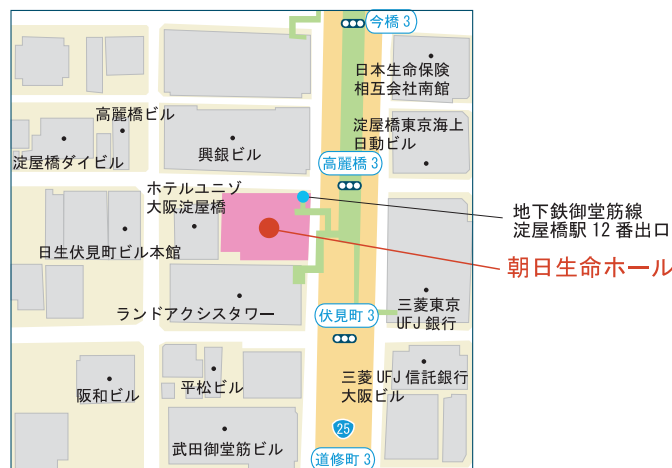 今橋 3
日本生命保険
相互会社南館
高麗橋ビル
淀屋橋東京海上
日動ビル
淀屋橋ダイビル
興銀ビル
高麗橋 3
ホテルユニゾ
大阪淀屋橋
地下鉄御堂筋線
淀屋橋駅 12 番出口
日生伏見町ビル本館
朝日生命ホール
ランドアクシスタワー
伏見町 3
三菱東京
UFJ 銀行
阪和ビル
平松ビル
三菱 UFJ 信託銀行
大阪ビル
25
武田御堂筋ビル
道修町 3